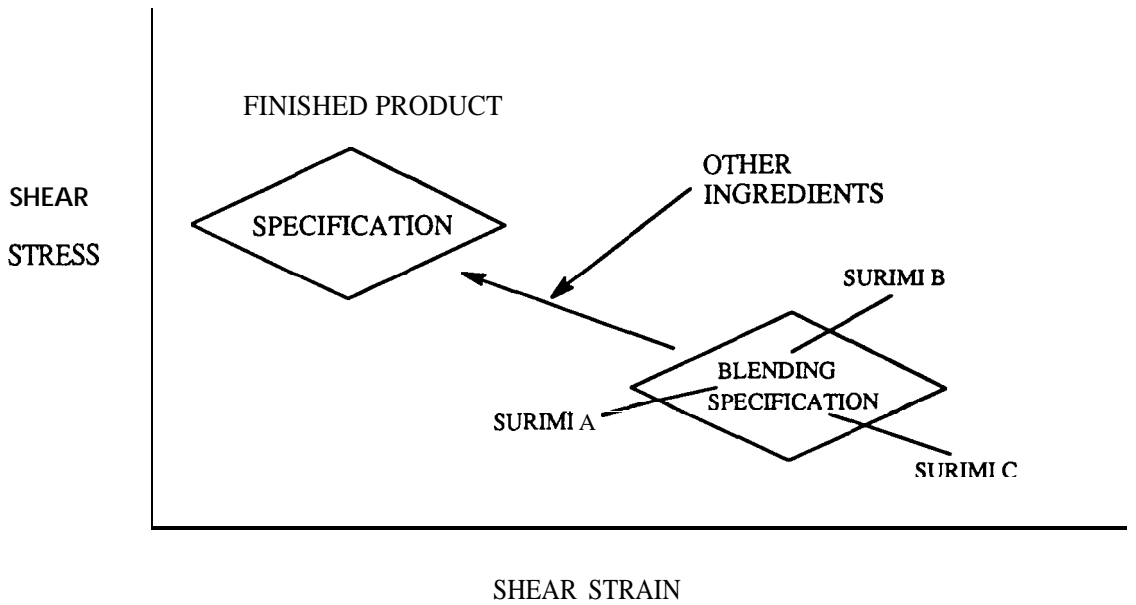 FINISHED PRODUCT
SPECIFICATION
SHEAR
STRESS
OTHER
INGREDIENTS
SURIMI B
BLENDING
SPECIFICATION
SURIMI A
SURIMI C
SHEAR STRAIN